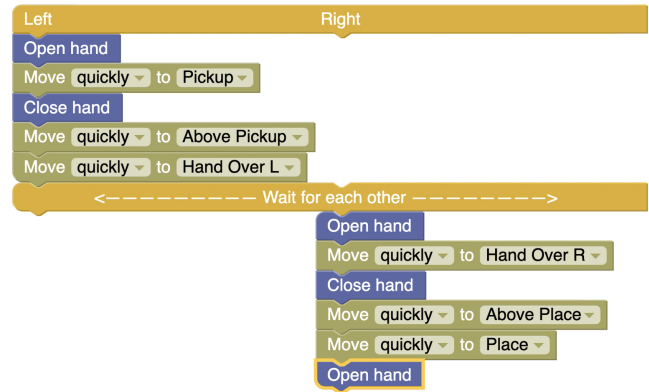 Left Right
Open hand
Move quickly to Pickup
Close hand
Move quickly to Above Pickup
Move quickly to Hand Over L
<---------- Wait for each other ---------->
Open hand
Move quickly to Hand Over R
Close hand
Move quickly to Above Place
Move quickly to Place
Open hand